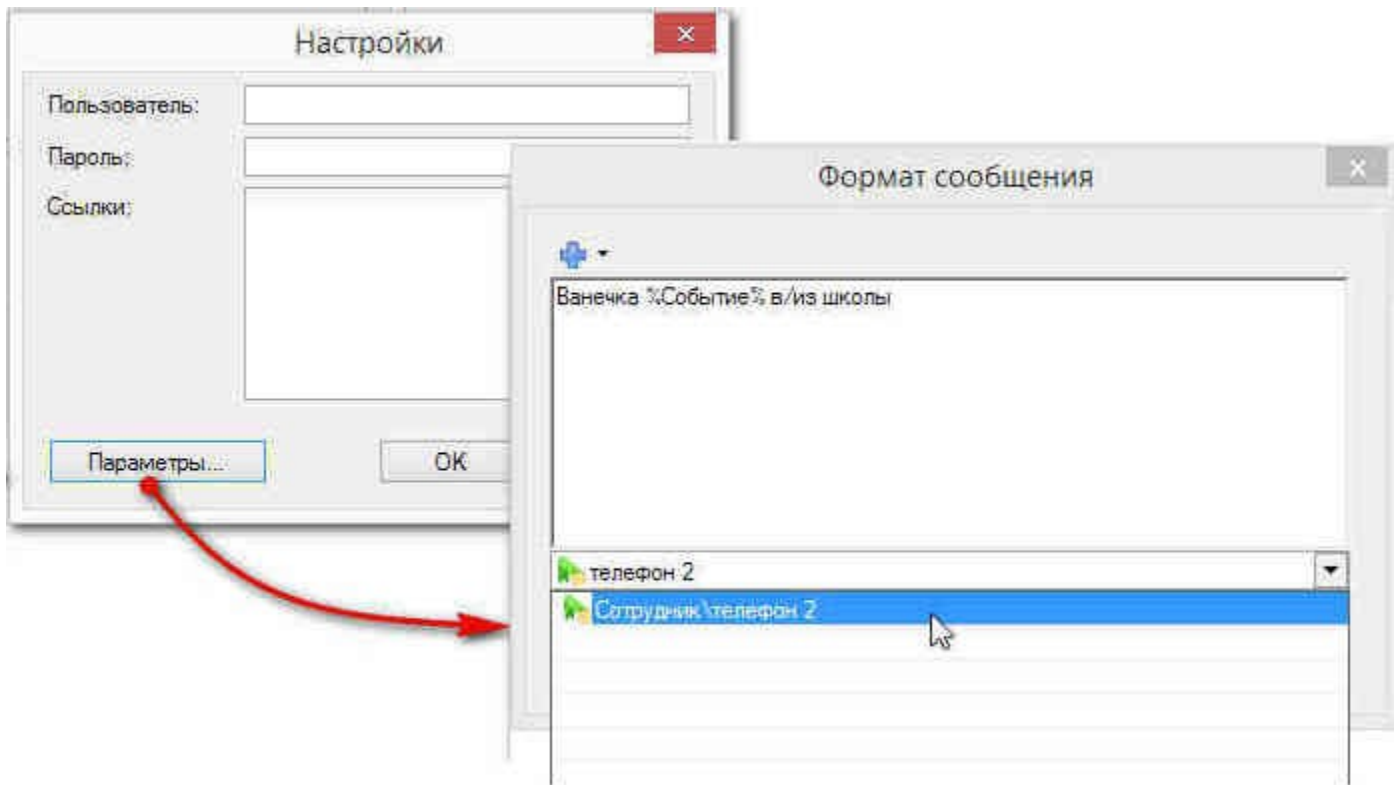 Настройки
Пользователь:
Пароль:
Ссылки:
Параметры...
OK
Формат сообщения
Ванечка %Событие% в/из школы
телефон 2
Сотрудник\телефон 2